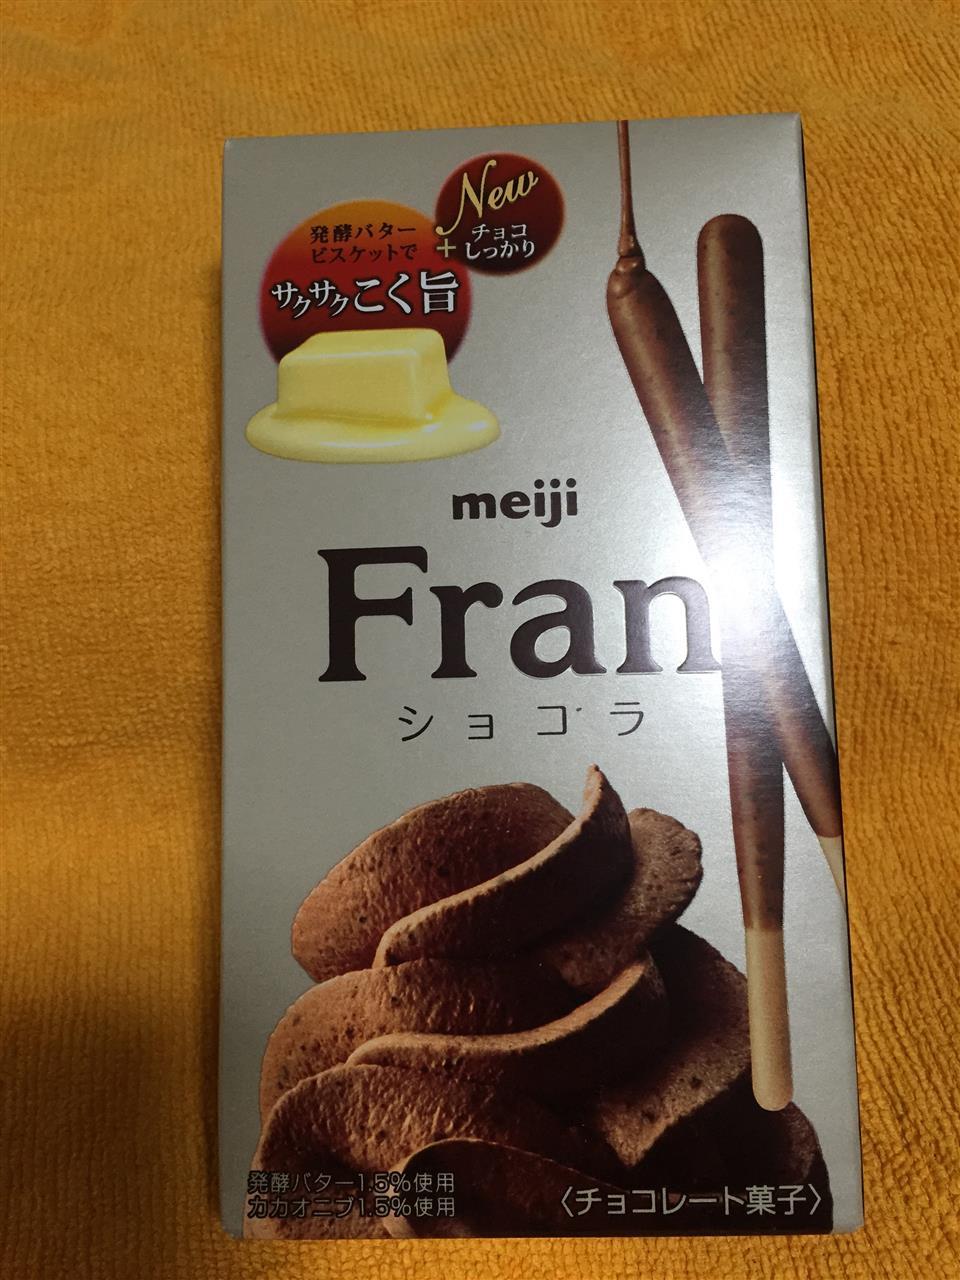 New
+チョコ
しっかり
発酵バター
ビスケットで
サクサクこく旨
meiji
Fran
ショコラ
発酵バター1.5%使用
カカオニブ1.5%使用
〈チョコレート菓子〉